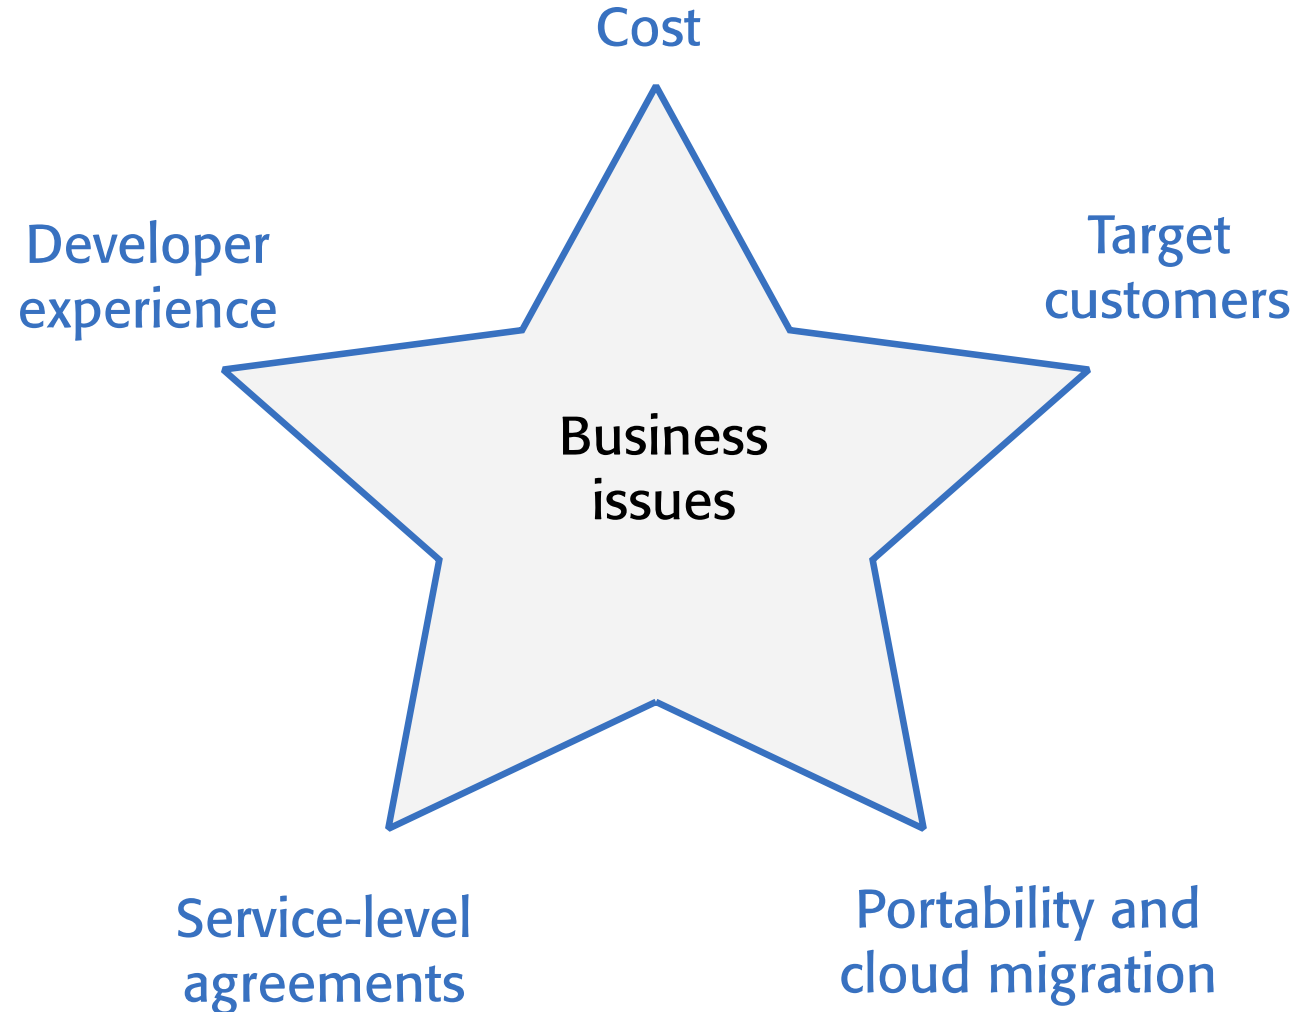 Cost
Developer
experience
Target
customers
Business
issues
Service-level
agreements
Portability and
cloud migration